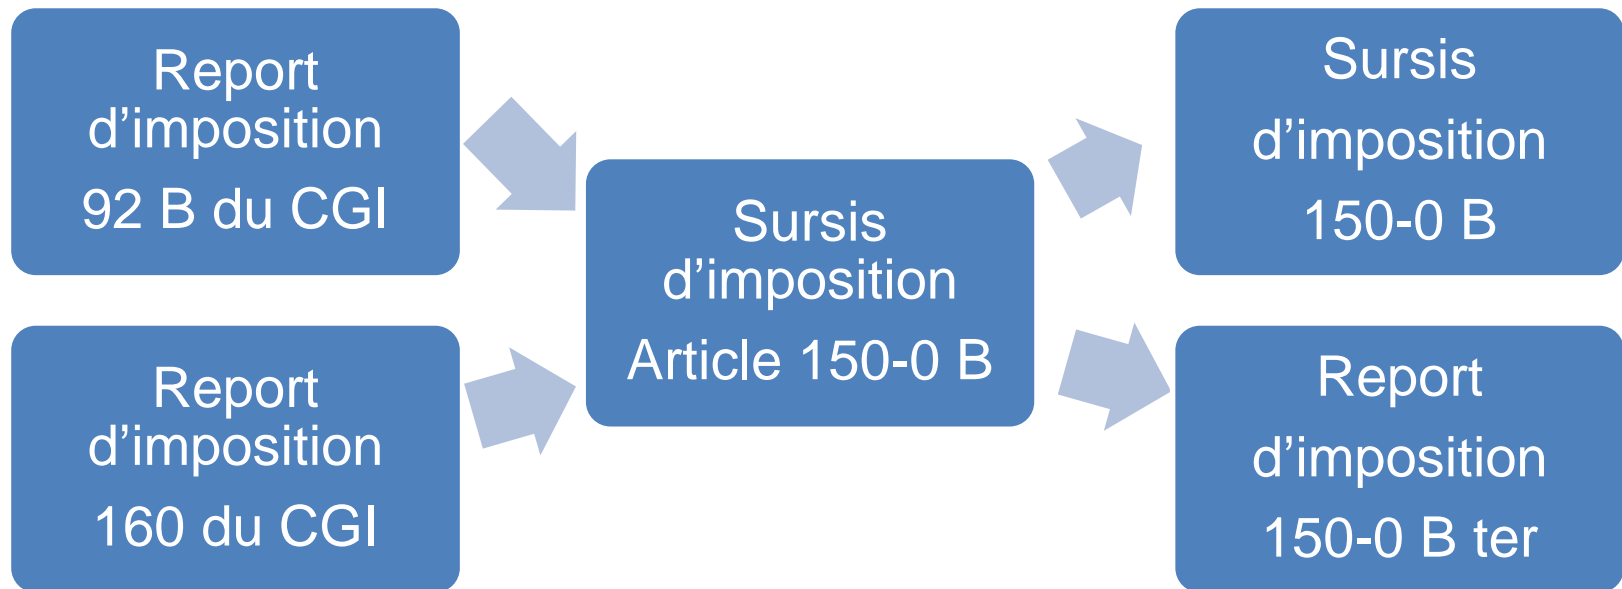 Report
d’imposition
92 B du CGI
Report
d’imposition
160 du CGI
Sursis
d’imposition
Article 150-0 B
Sursis
d’imposition
150-0 B
Report
d’imposition
150-0 B ter